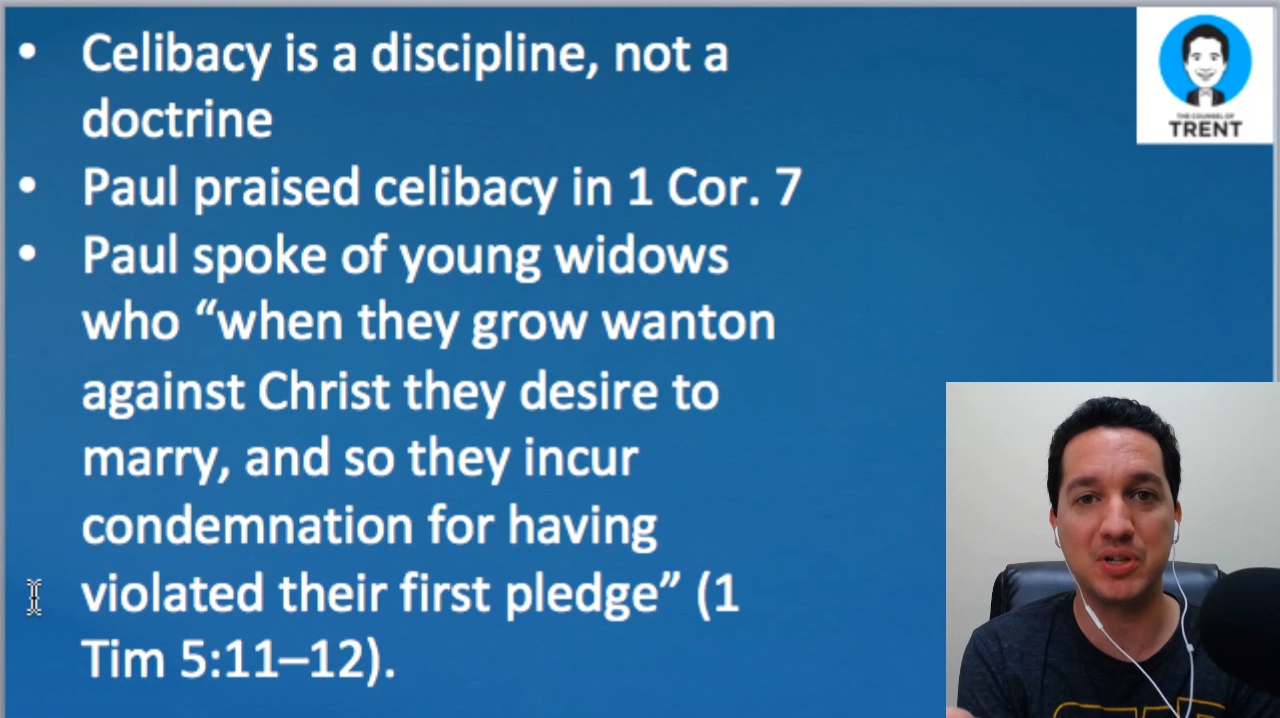 • Celibacy is a discipline, not a
doctrine
• Paul praised celibacy in 1 Cor. 7
• Paul spoke of young widows
who “when they grow wanton
against Christ they desire to
marry, and so they incur
condemnation for having
violated their first pledge” (1
Tim 5:11–12).
THE COUNSEL OF
TRENT